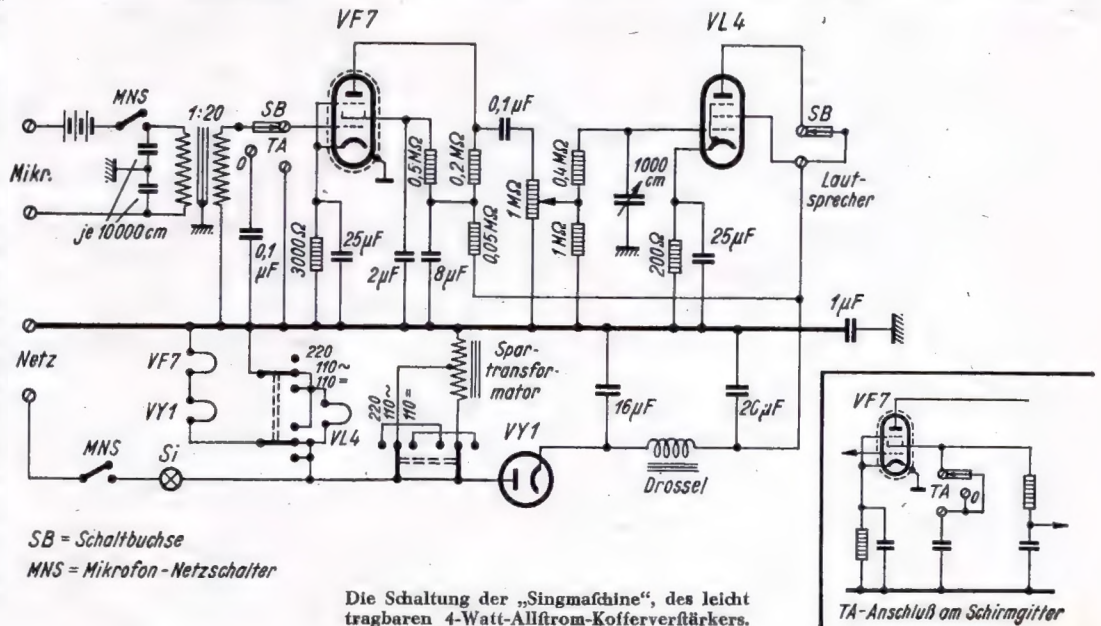 VF7
VL4
MNS
1:20
SB
TA
0
Mikr.
je 10000 cm
0,1
µF
3000Ω
25µF
2µF
0,5MΩ
8µF
0,2MΩ
0,05MΩ
0,1µF
1MΩ
0,4MΩ
1MΩ
1000
cm
200Ω
25µF
SB
Laut-
sprecher
1µF
Netz
VF7
VY1
220
110~
110=
VL4
MNS
Si
Spar-
transfor-
mator
220
110~
110=
VY1
16µF
Drossel
20µF
SB = Schaltbuchse
MNS = Mikrofon-Netzschalter
VF7
TA
0
TA-Anschluß am Schirmgitter
Die Schaltung der „Singmaſchine“, des leicht
tragbaren 4-Watt-Allſtrom-Kofferverſtärkers.